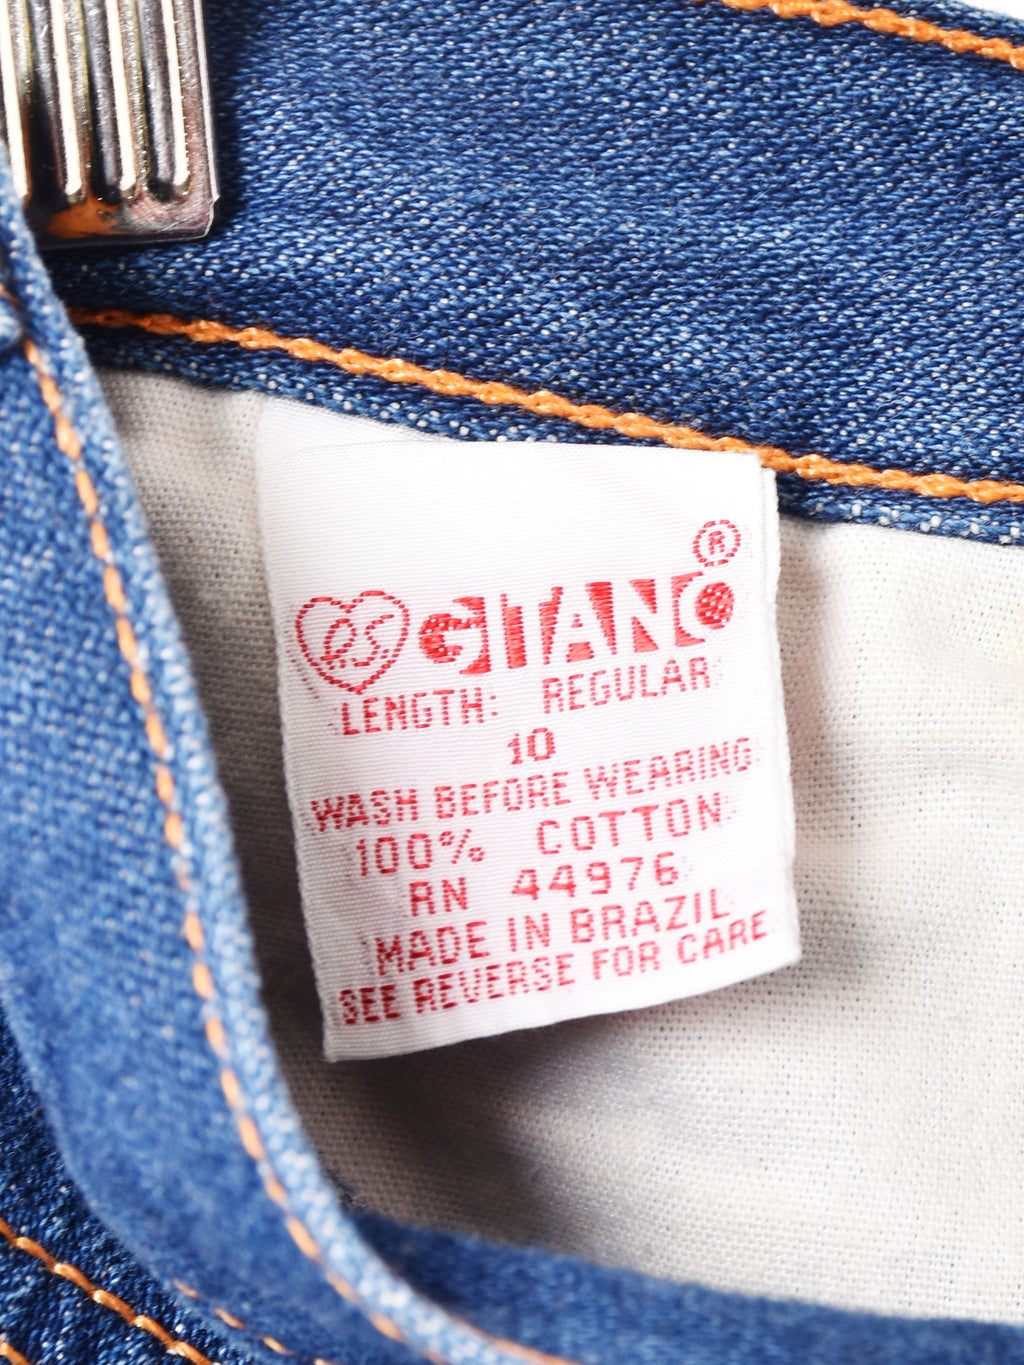 ®
P.S. GITANO
LENGTH: REGULAR
10
WASH BEFORE WEARING
100% COTTON
RN 44976
MADE IN BRAZIL
SEE REVERSE FOR CARE